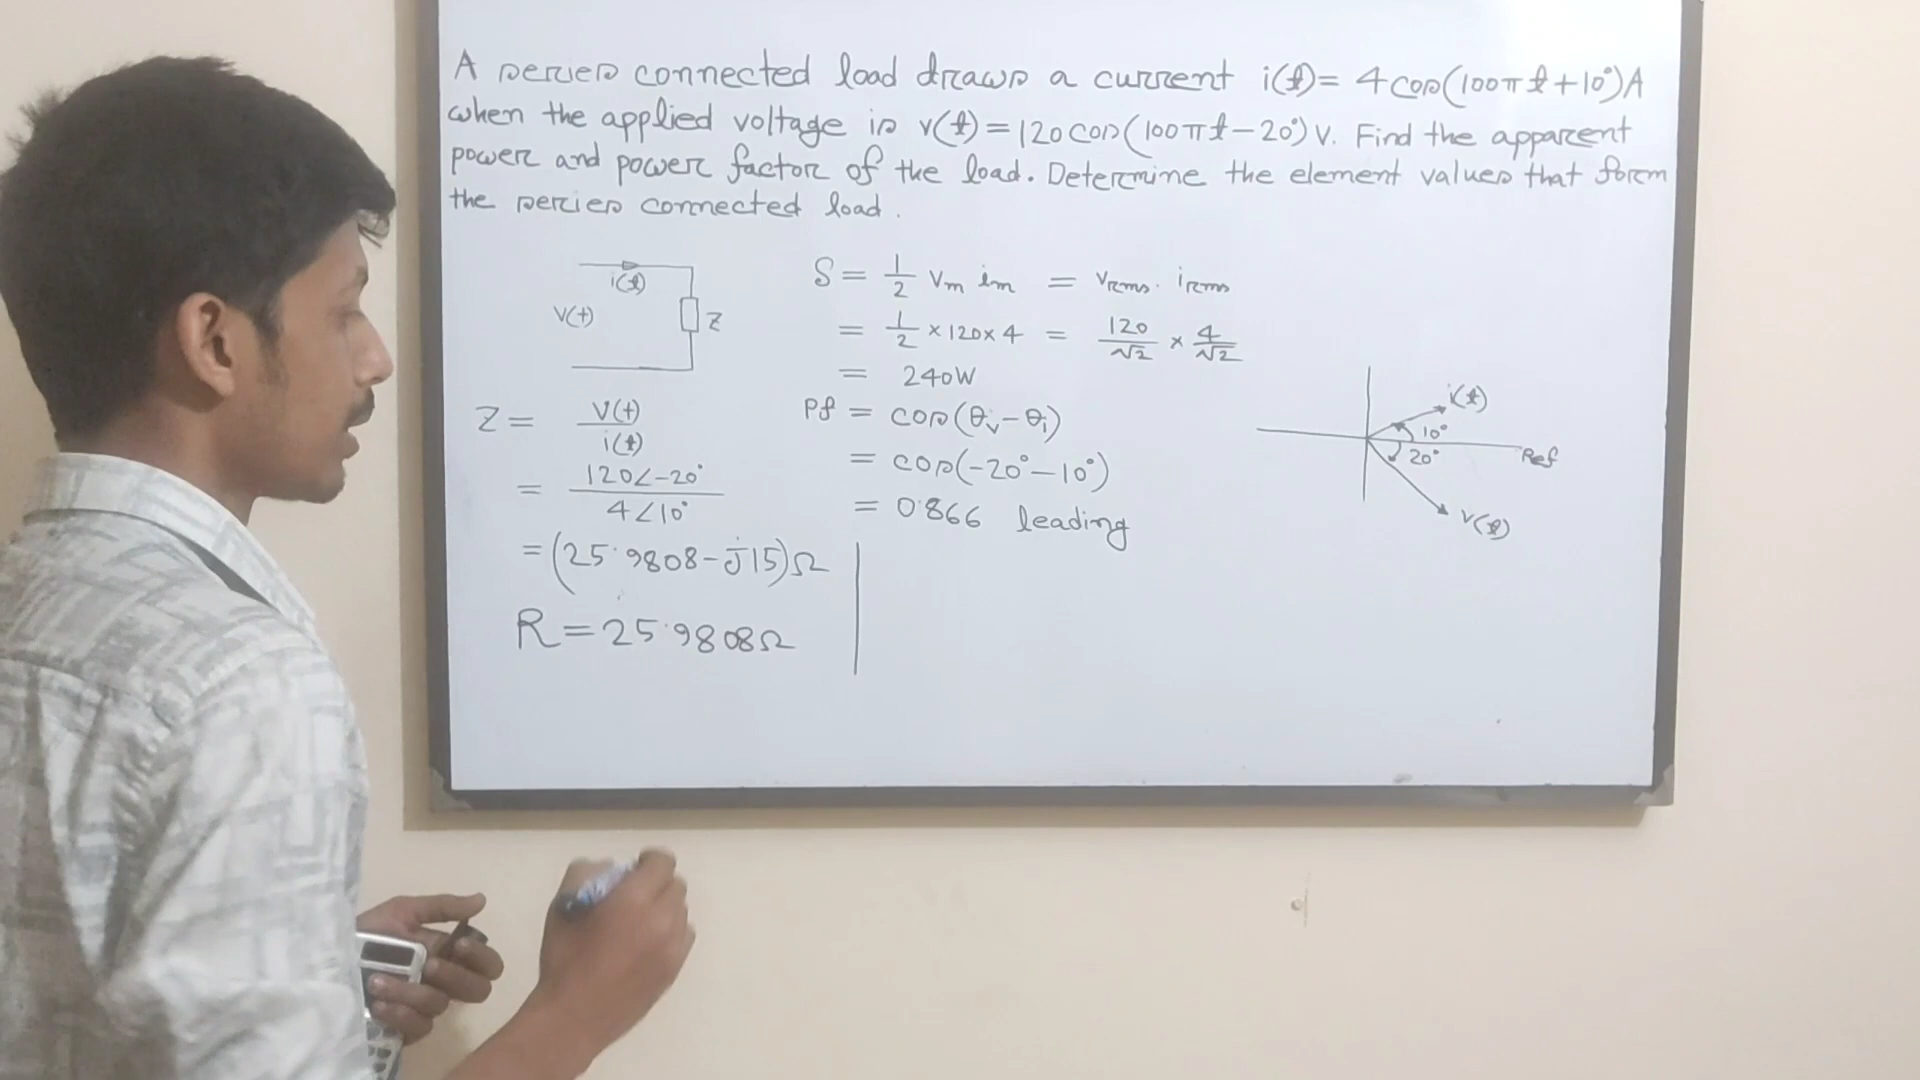 A series connected load draws a current i(t)= 4cos(100πt+10°)A
when the applied voltage is v(t)=120cos(100πt-20°)V. Find the apparent
power and power factor of the load. Determine the element values that form
the series connected load.
i(t)
V(t)
Z
Z = V(t)/i(t)
= 120∠-20°/4∠10°
=(25.9808-j15)Ω
R=25.9808Ω
S = 1/2 Vm im = Vrms. irms
= 1/2 × 120×4 = 120/√2 × 4/√2
= 240W
Pf = cos(θv-θi)
= cos(-20°-10°)
= 0.866 leading
i(t)
10°
20°
Ref
v(t)